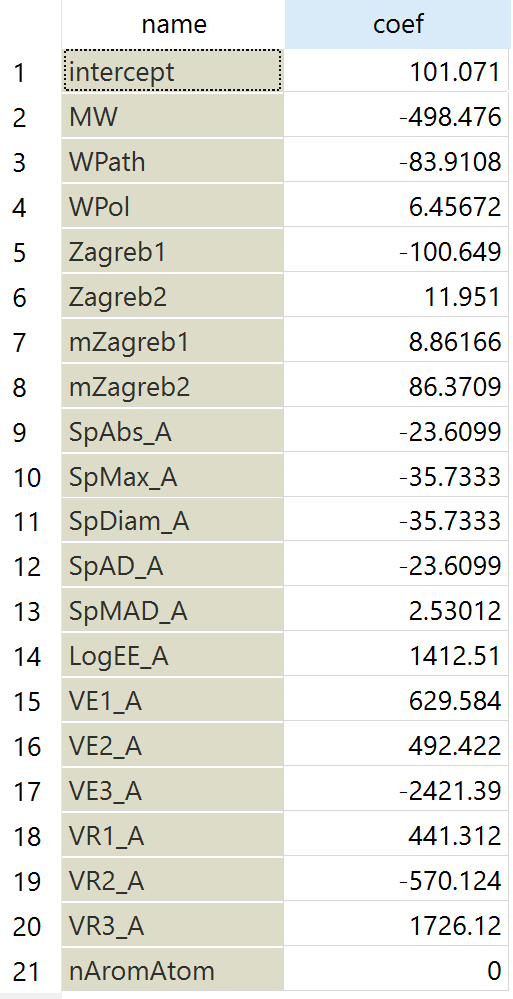 name coef
1 intercept 101.071
2 MW -498.476
3 WPath -83.9108
4 WPol 6.45672
5 Zagreb1 -100.649
6 Zagreb2 11.951
7 mZagreb1 8.86166
8 mZagreb2 86.3709
9 SpAbs_A -23.6099
10 SpMax_A -35.7333
11 SpDiam_A -35.7333
12 SpAD_A -23.6099
13 SpMAD_A 2.53012
14 LogEE_A 1412.51
15 VE1_A 629.584
16 VE2_A 492.422
17 VE3_A -2421.39
18 VR1_A 441.312
19 VR2_A -570.124
20 VR3_A 1726.12
21 nAromAtom 0